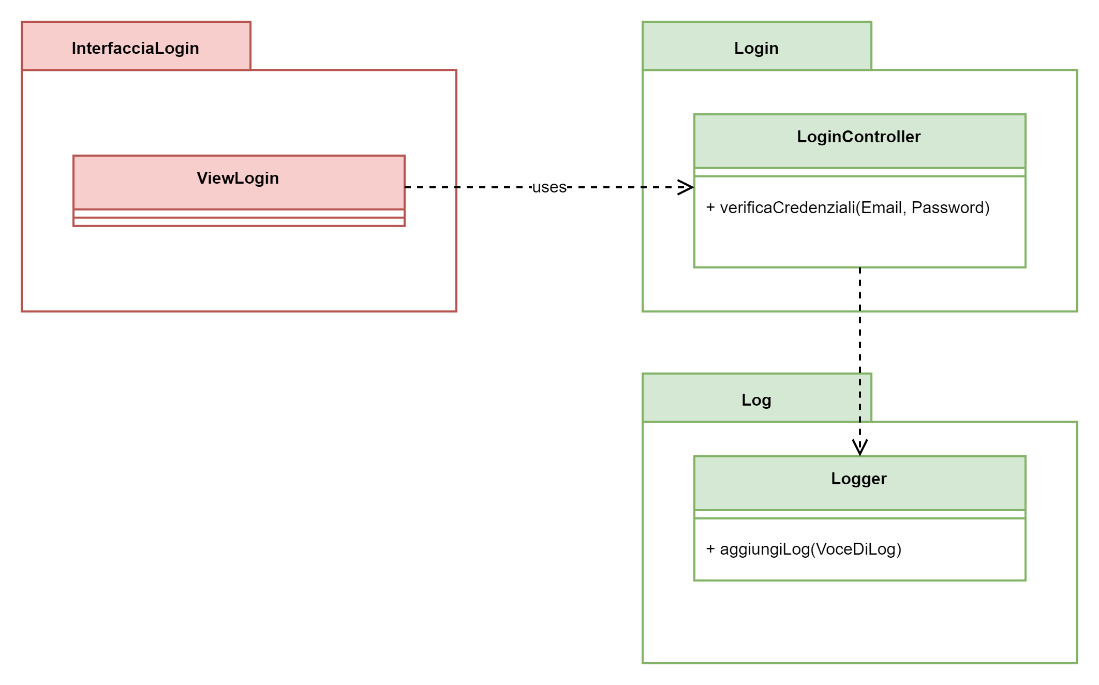 InterfacciaLogin
Login
ViewLogin
uses
LoginController
+ verificaCredenziali(Email, Password)
Log
Logger
+ aggiungiLog(VoceDiLog)